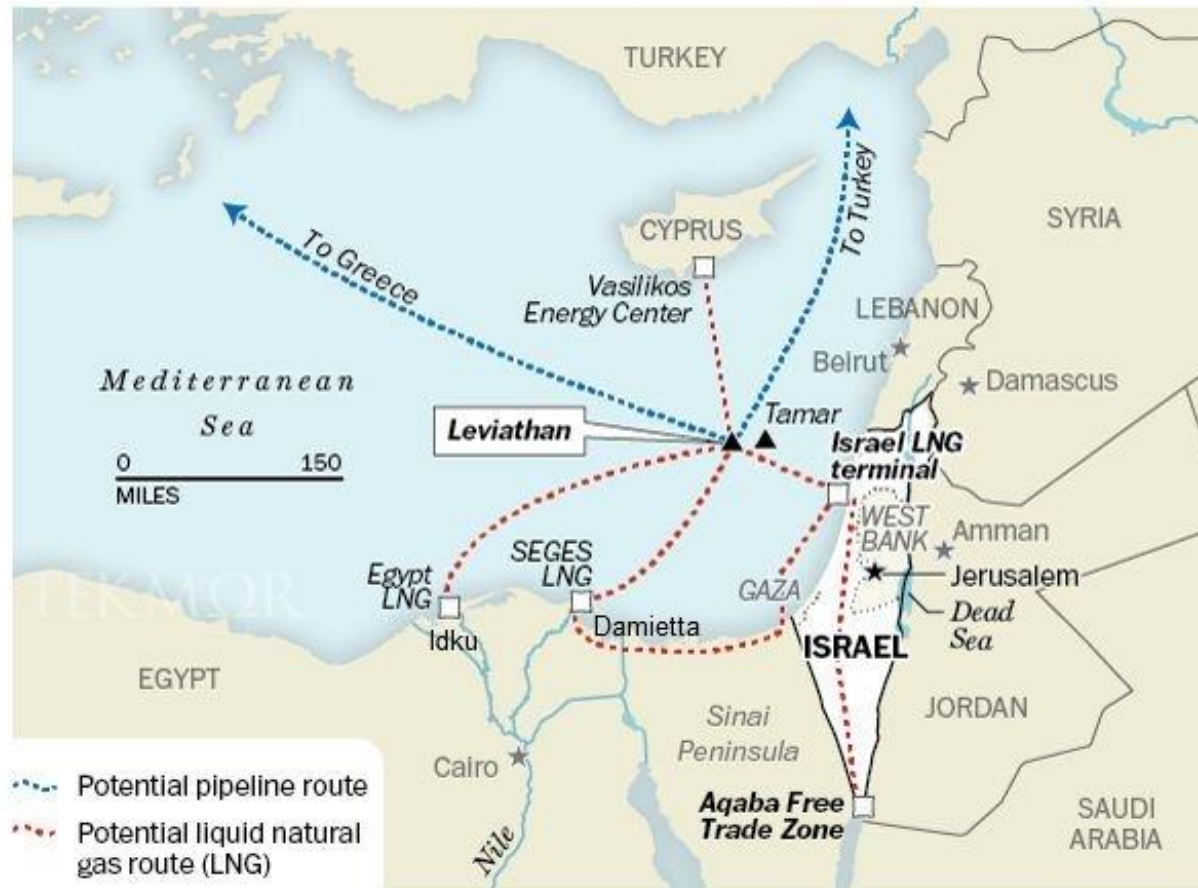 TURKEY
To Turkey
CYPRUS
SYRIA
To Greece
Vasilikos
Energy Center
LEBANON
Beirut
Damascus
Mediterranean
Sea
Leviathan
Tamar
Israel LNG
terminal
0 150
MILES
WEST
BANK
Amman
SEGES
LNG
Egypt
LNG
GAZA
Jerusalem
TEKMOR
Idku
Damietta
Dead
Sea
ISRAEL
EGYPT
JORDAN
Sinai
Peninsula
Cairo
Potential pipeline route
Aqaba Free
Trade Zone
SAUDI
ARABIA
Potential liquid natural
gas route (LNG)
Nile